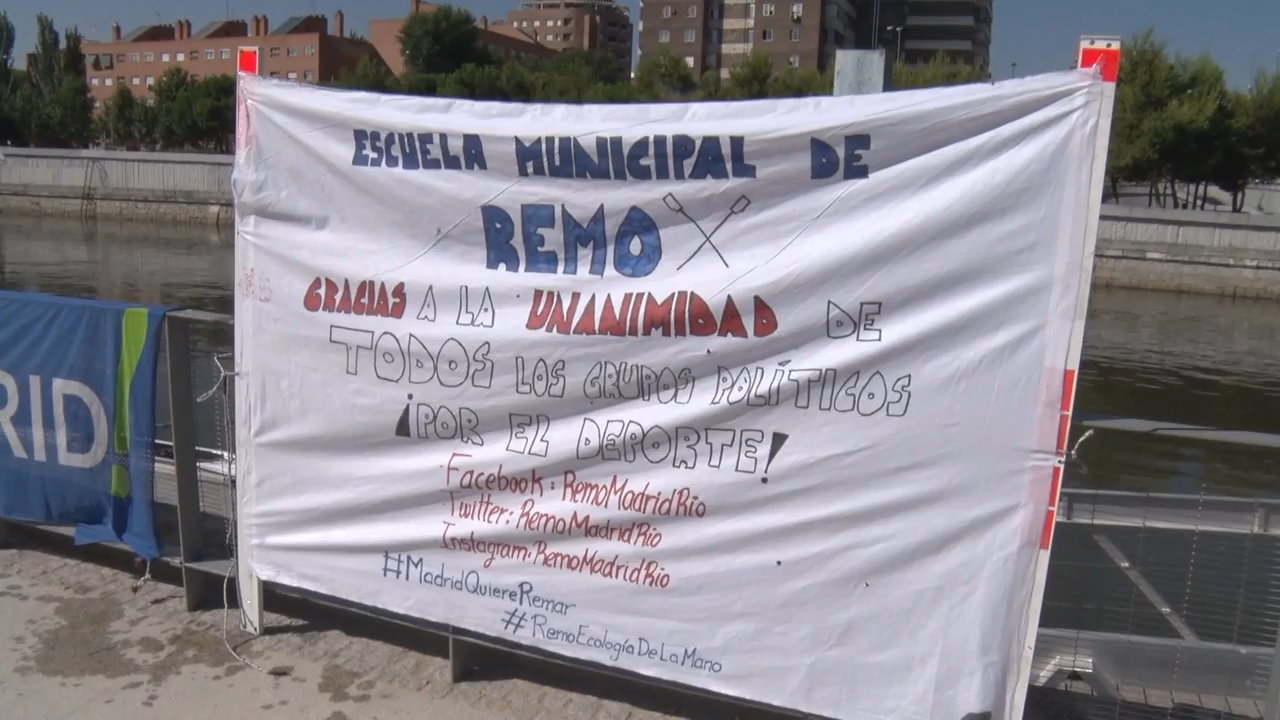 ESCUELA MUNICIPAL DE
REMO
GRACIAS A LA UNANIMIDAD DE
TODOS LOS GRUPOS POLÍTICOS
¡POR EL DEPORTE!
Facebook: RemoMadridRio
Twitter: RemoMadridRio
Instagram: RemoMadridRio
#MadridQuiereRemar
#RemoEcologíaDeLaMano
RID